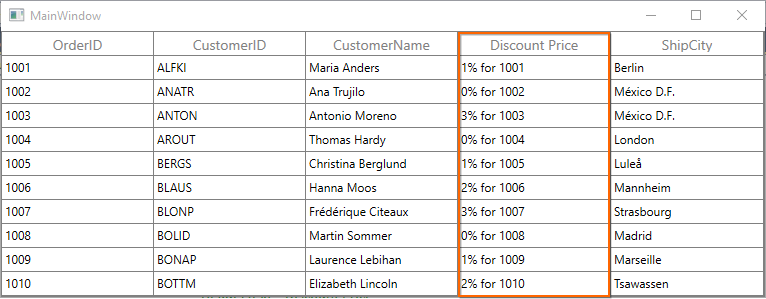 MainWindow
OrderID CustomerID CustomerName Discount Price ShipCity
1001 ALFKI Maria Anders 1% for 1001 Berlin
1002 ANATR Ana Trujilo 0% for 1002 México D.F.
1003 ANTON Antonio Moreno 3% for 1003 México D.F.
1004 AROUT Thomas Hardy 0% for 1004 London
1005 BERGS Christina Berglund 1% for 1005 Luleå
1006 BLAUS Hanna Moos 2% for 1006 Mannheim
1007 BLONP Frédérique Citeaux 3% for 1007 Strasbourg
1008 BOLID Martin Sommer 0% for 1008 Madrid
1009 BONAP Laurence Lebihan 1% for 1009 Marseille
1010 BOTTM Elizabeth Lincoln 2% for 1010 Tsawassen